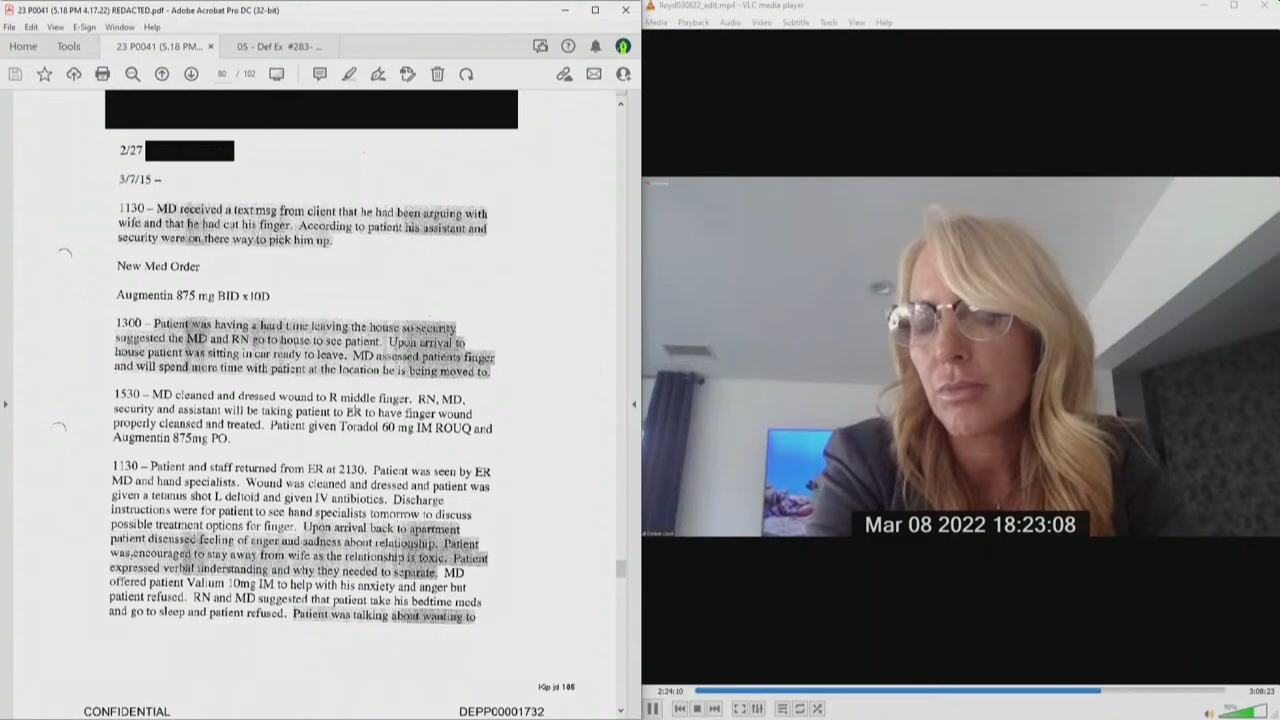 23 P0041 (5.18 PM 4.17.22) REDACTED.pdf - Adobe Acrobat Pro DC (32-bit)
File Edit View E-Sign Window Help
Home Tools 23 P0041 (5.18 PM... × 05 - Def Ex #283- ...
80 / 102
2/27
3/7/15 –
1130 – MD received a text msg from client that he had been arguing with
wife and that he had cut his finger. According to patient his assistant and
security were on there way to pick him up.
New Med Order
Augmentin 875 mg BID x10D
1300 – Patient was having a hard time leaving the house so security
suggested the MD and RN go to house to see patient. Upon arrival to
house patient was sitting in car ready to leave. MD assessed patients finger
and will spend more time with patient at the location he is being moved to.
1530 – MD cleaned and dressed wound to R middle finger. RN, MD,
security and assistant will be taking patient to ER to have finger wound
properly cleansed and treated. Patient given Toradol 60 mg IM ROUQ and
Augmentin 875mg PO.
1130 – Patient and staff returned from ER at 2130. Patient was seen by ER
MD and hand specialists. Wound was cleaned and dressed and patient was
given a tetanus shot L deltoid and given IV antibiotics. Discharge
instructions were for patient to see hand specialists tomorrow to discuss
possible treatment options for finger. Upon arrival back to apartment
patient discussed feeling of anger and sadness about relationship. Patient
was encouraged to stay away from wife as the relationship is toxic. Patient
expressed verbal understanding and why they needed to separate. MD
offered patient Valium 10mg IM to help with his anxiety and anger but
patient refused. RN and MD suggested that patient take his bedtime meds
and go to sleep and patient refused. Patient was talking about wanting to
Kip jd 105
CONFIDENTIAL DEPP00001732
lloyd030822_edit.mp4 - VLC media player
Media Playback Audio Video Subtitle Tools View Help
Mar 08 2022 18:23:08
2:24:10 3:08:23
90%